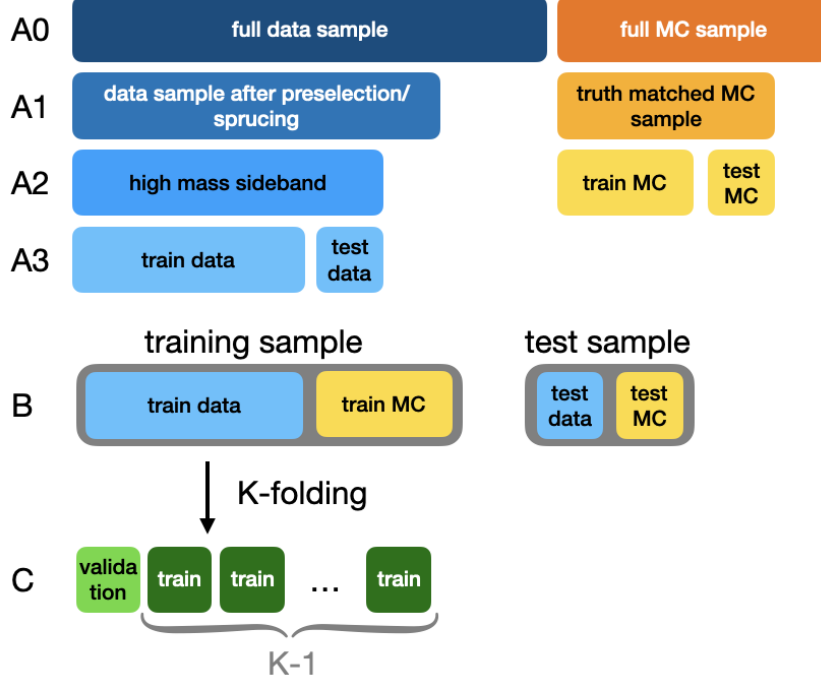 A0
full data sample
full MC sample
A1
data sample after preselection/
sprucing
truth matched MC
sample
A2
high mass sideband
train MC
test
MC
A3
train data
test
data
training sample
test sample
B
train data
train MC
test
data
test
MC
K-folding
C
valida
tion
train
train
...
train
K-1